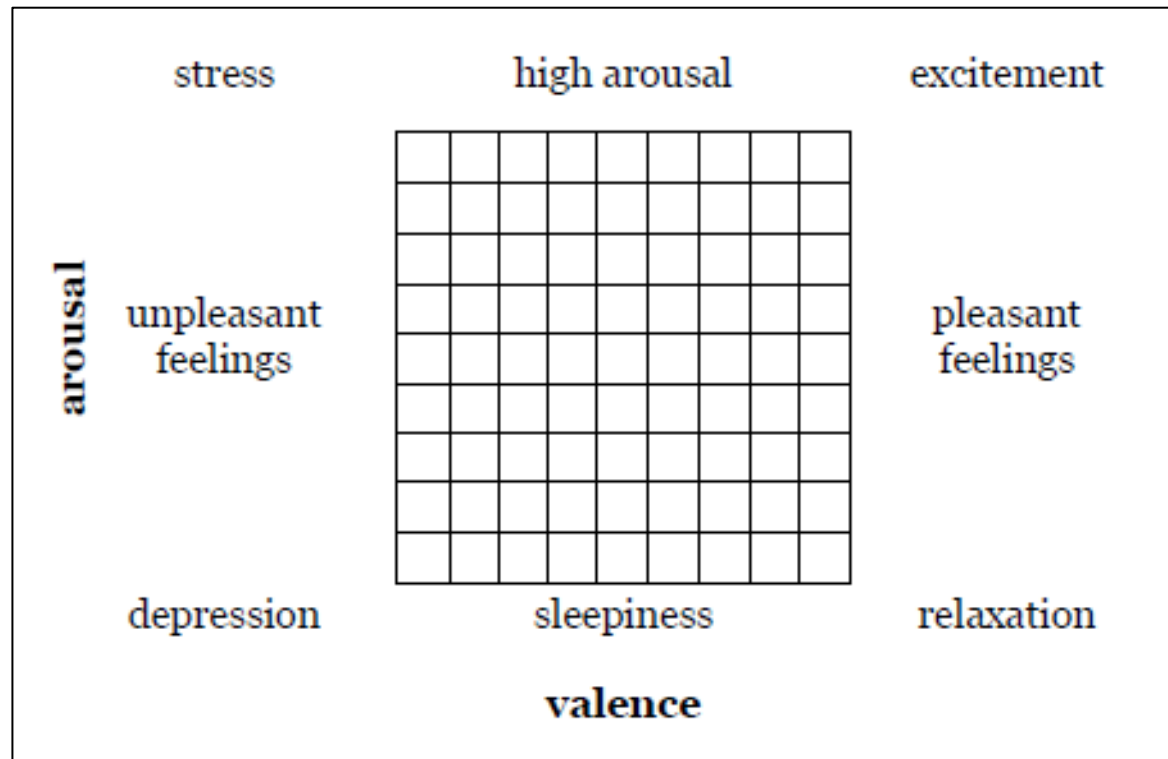 stress high arousal excitement
arousal
unpleasant feelings
pleasant feelings
depression sleepiness relaxation
valence